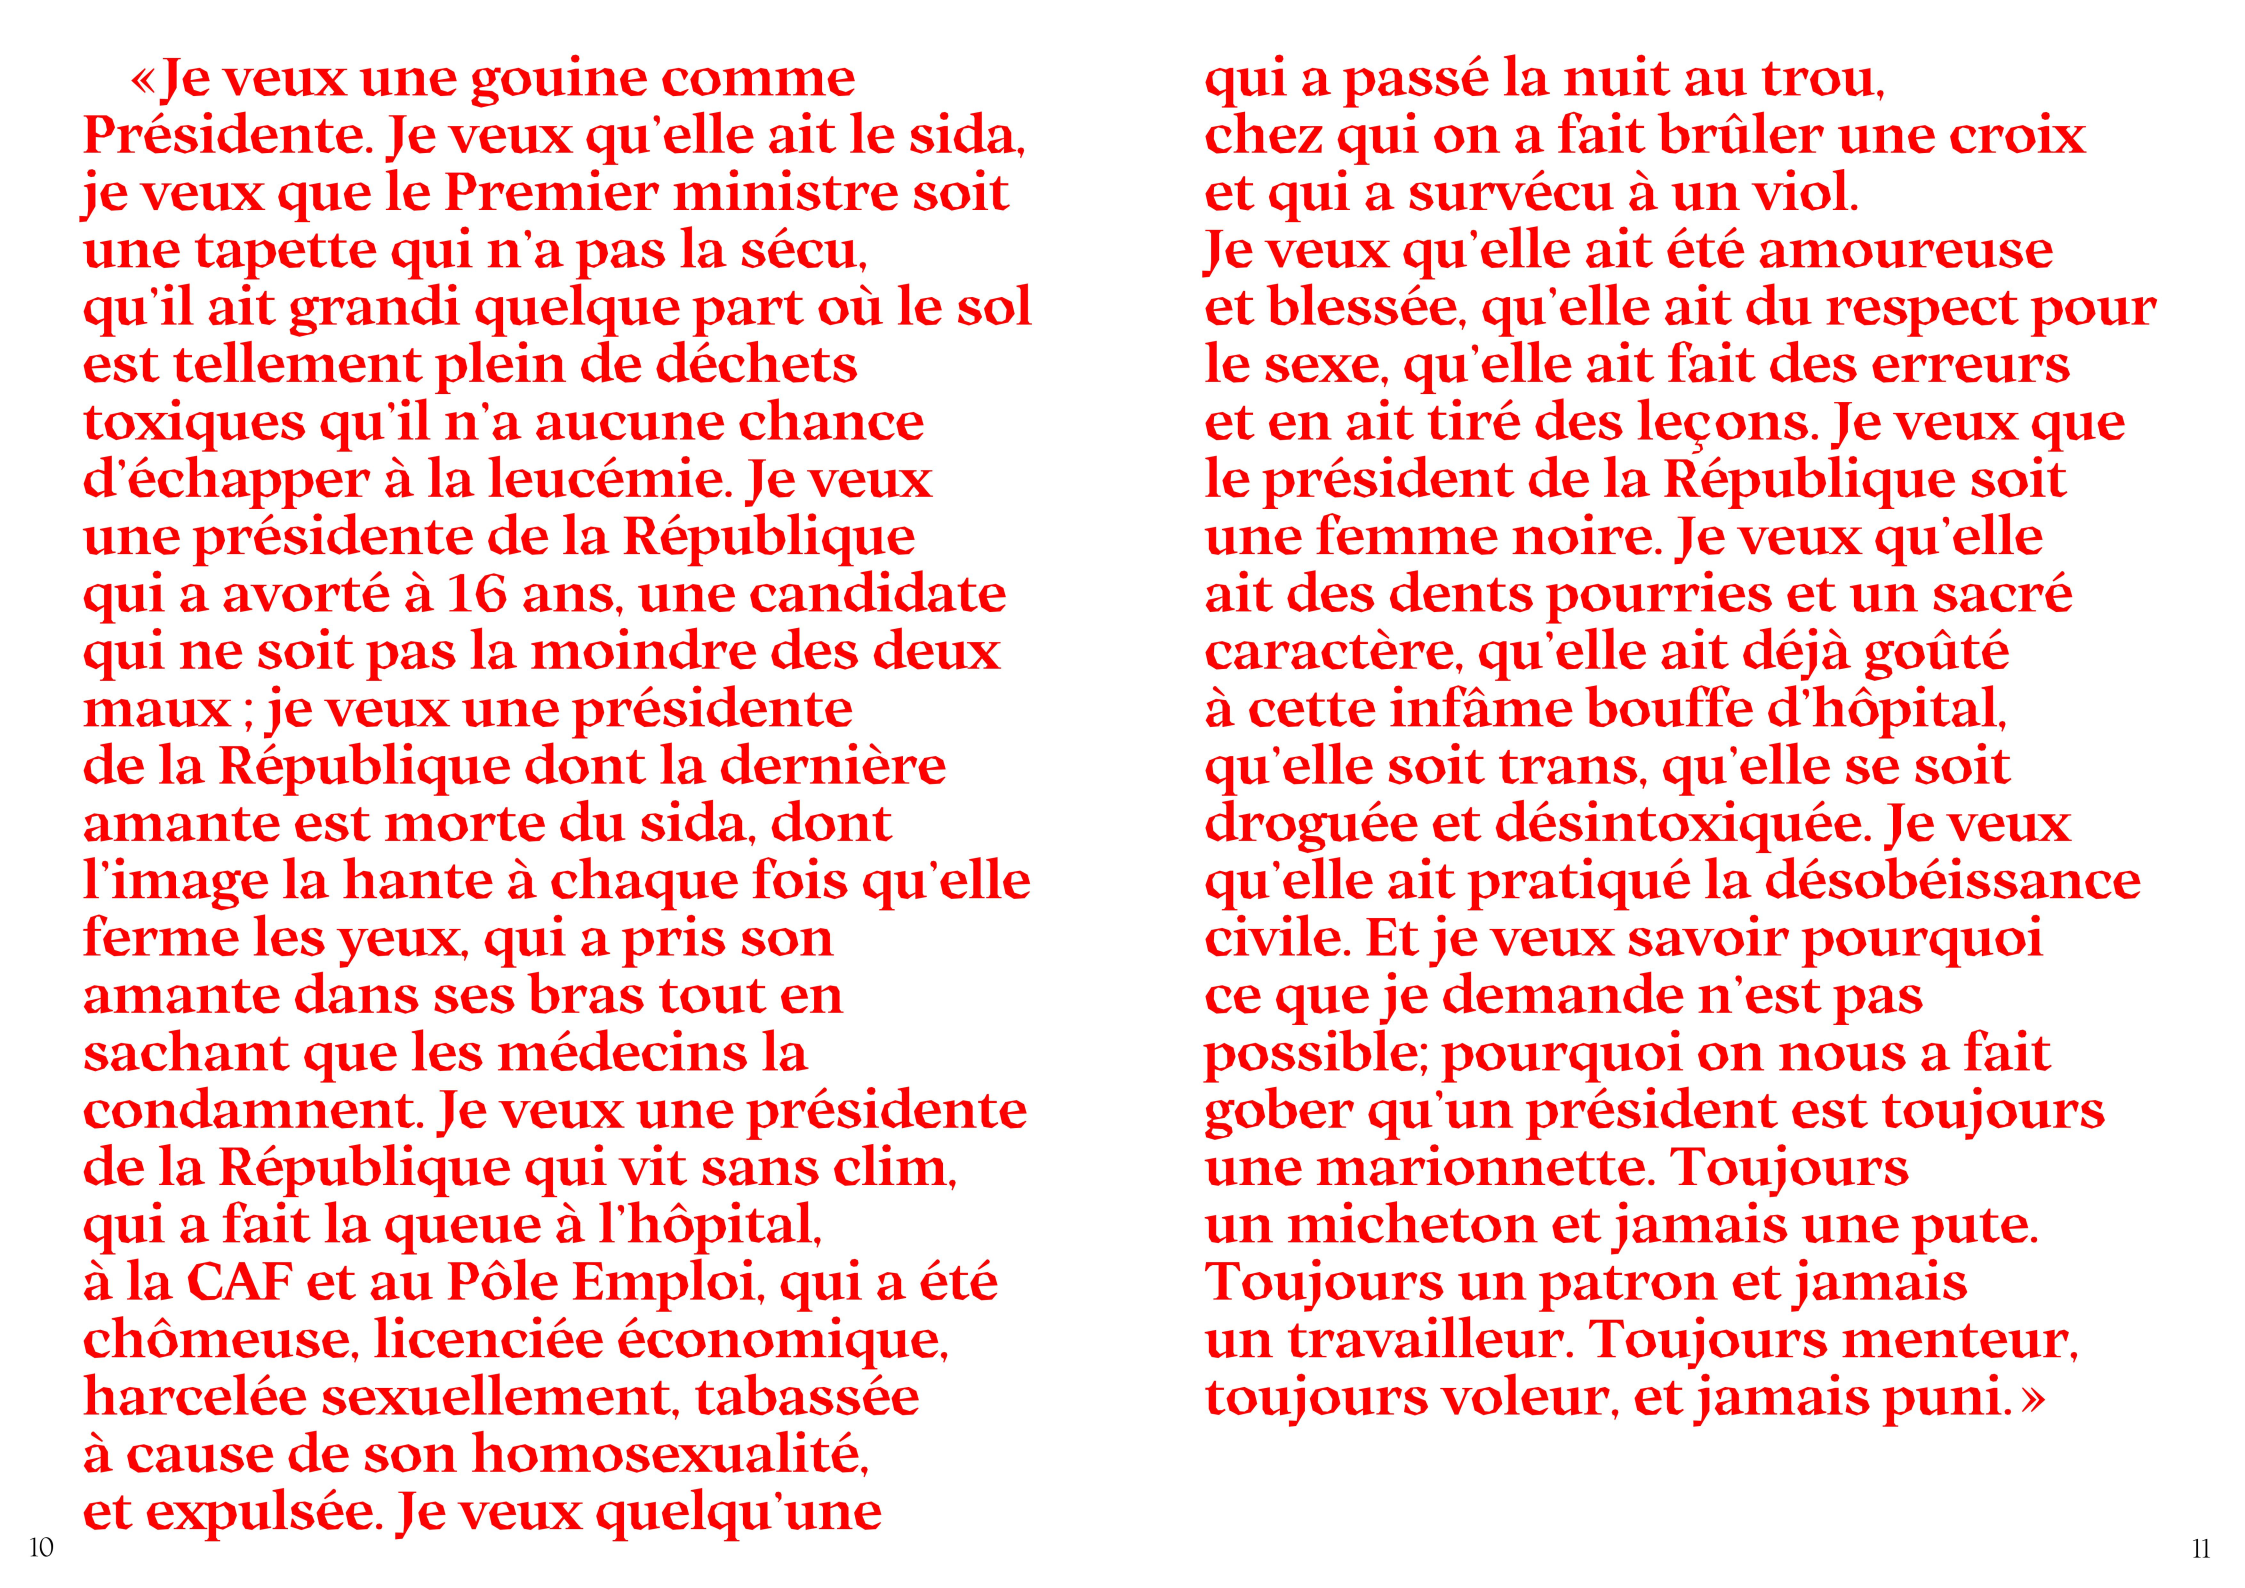 « Je veux une gouine comme
Présidente. Je veux qu’elle ait le sida,
je veux que le Premier ministre soit
une tapette qui n’a pas la sécu,
qu’il ait grandi quelque part où le sol
est tellement plein de déchets
toxiques qu’il n’a aucune chance
d’échapper à la leucémie. Je veux
une présidente de la République
qui a avorté à 16 ans, une candidate
qui ne soit pas la moindre des deux
maux ; je veux une présidente
de la République dont la dernière
amante est morte du sida, dont
l’image la hante à chaque fois qu’elle
ferme les yeux, qui a pris son
amante dans ses bras tout en
sachant que les médecins la
condamnent. Je veux une présidente
de la République qui vit sans clim,
qui a fait la queue à l’hôpital,
à la CAF et au Pôle Emploi, qui a été
chômeuse, licenciée économique,
harcelée sexuellement, tabassée
à cause de son homosexualité,
et expulsée. Je veux quelqu’une
10
qui a passé la nuit au trou,
chez qui on a fait brûler une croix
et qui a survécu à un viol.
Je veux qu’elle ait été amoureuse
et blessée, qu’elle ait du respect pour
le sexe, qu’elle ait fait des erreurs
et en ait tiré des leçons. Je veux que
le président de la République soit
une femme noire. Je veux qu’elle
ait des dents pourries et un sacré
caractère, qu’elle ait déjà goûté
à cette infâme bouffe d’hôpital,
qu’elle soit trans, qu’elle se soit
droguée et désintoxiquée. Je veux
qu’elle ait pratiqué la désobéissance
civile. Et je veux savoir pourquoi
ce que je demande n’est pas
possible; pourquoi on nous a fait
gober qu’un président est toujours
une marionnette. Toujours
un micheton et jamais une pute.
Toujours un patron et jamais
un travailleur. Toujours menteur,
toujours voleur, et jamais puni. »
11